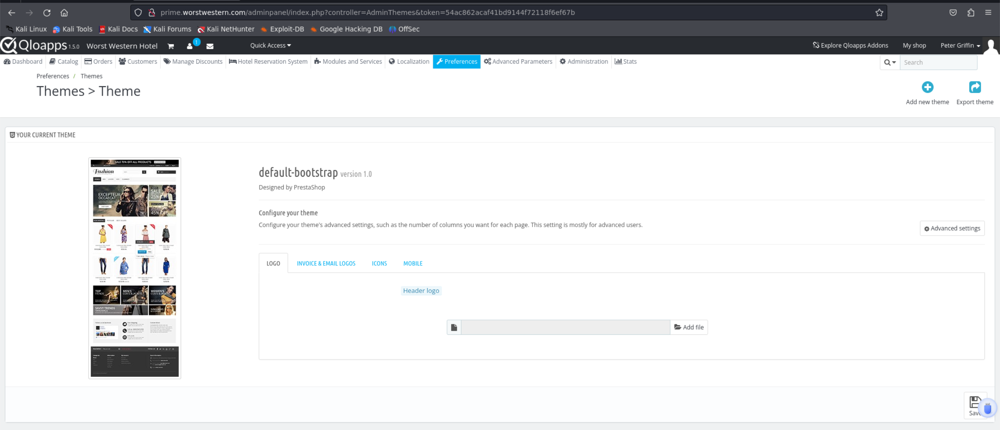 prime.worstwestern.com/adminpanel/index.php?controller=AdminThemes&token=54ac862acaf41bd9144f72118f6ef67b
Kali Linux Kali Tools Kali Docs Kali Forums Kali NetHunter Exploit-DB Google Hacking DB OffSec
Qloapps 1.5.0 Worst Western Hotel 1 Quick Access Explore Qloapps Addons My shop Peter Griffin
Dashboard Catalog Orders Customers Manage Discounts Hotel Reservation System Modules and Services Localization Preferences Advanced Parameters Administration Stats Search
Preferences / Themes
Themes > Theme
Add new theme Export theme
YOUR CURRENT THEME
SALE 70% OFF ALL PRODUCTS
Fashion
EXCEPTEUR
OCCAECAT
SALE
25% OFF
SUMMER
45% OFF
TOP
TRENDS
MEN'S
COATS & JACKETS
WOMEN'S
COATS & JACKETS
SAVVY TRENDS
HANDBAGS
SUNGLASSES
default-bootstrap version 1.0
Designed by PrestaShop
Configure your theme
Configure your theme's advanced settings, such as the number of columns you want for each page. This setting is mostly for advanced users.
Advanced settings
LOGO INVOICE & EMAIL LOGOS ICONS MOBILE
Header logo
Add file
Save